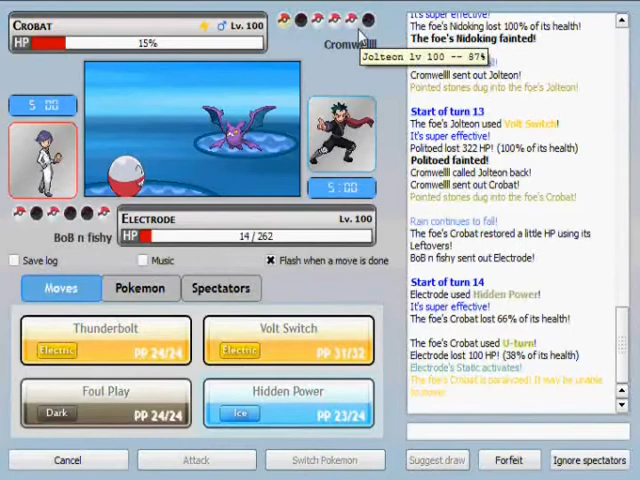 CROBAT Lv. 100
HP 15%
Cromwellll
Jolteon lv 100 -- 87%
5 00
5:00
ELECTRODE Lv. 100
HP 14 / 262
BoB n fishy
Save log Music Flash when a move is done
Moves Pokemon Spectators
Thunderbolt
Electric PP 24/24
Volt Switch
Electric PP 31/32
Foul Play
Dark PP 24/24
Hidden Power
Ice PP 23/24
Cancel Attack Switch Pokemon
It's super effective!
The foe's Nidoking lost 100% of its health!
The foe's Nidoking fainted!
Cromwellll sent out Jolteon!
Pointed stones dug into the foe's Jolteon!
Start of turn 13
The foe's Jolteon used Volt Switch!
It's super effective!
Politoed lost 322 HP! (100% of its health)
Politoed fainted!
Cromwellll called Jolteon back!
Cromwellll sent out Crobat!
Pointed stones dug into the foe's Crobat!
Rain continues to fall!
The foe's Crobat restored a little HP using its
Leftovers!
BoB n fishy sent out Electrode!
Start of turn 14
Electrode used Hidden Power!
It's super effective!
The foe's Crobat lost 66% of its health!
The foe's Crobat used U-turn!
Electrode lost 100 HP! (38% of its health)
Electrode's Static activates!
The foe's Crobat is paralyzed! It may be unable
to move!
Suggest draw Forfeit Ignore spectators